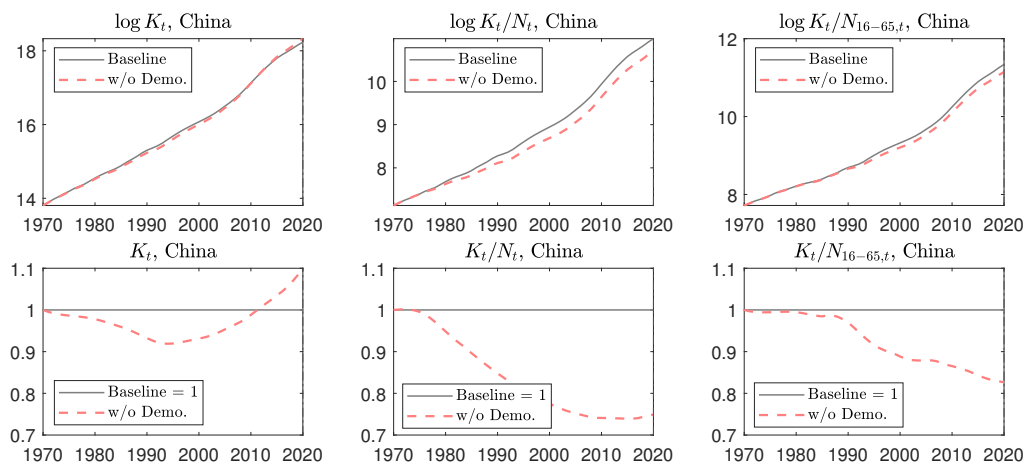 log K_t, China
18
16
14
1970 1980 1990 2000 2010 2020
Baseline
w/o Demo.
log K_t/N_t, China
10
8
1970 1980 1990 2000 2010 2020
Baseline
w/o Demo.
log K_t/N_{16−65,t}, China
12
10
8
1970 1980 1990 2000 2010 2020
Baseline
w/o Demo.
K_t, China
1.1
1
0.9
0.8
0.7
1970 1980 1990 2000 2010 2020
Baseline = 1
w/o Demo.
K_t/N_t, China
1.1
1
0.9
0.8
0.7
1970 1980 1990 2000 2010 2020
Baseline = 1
w/o Demo.
K_t/N_{16−65,t}, China
1.1
1
0.9
0.8
0.7
1970 1980 1990 2000 2010 2020
Baseline = 1
w/o Demo.